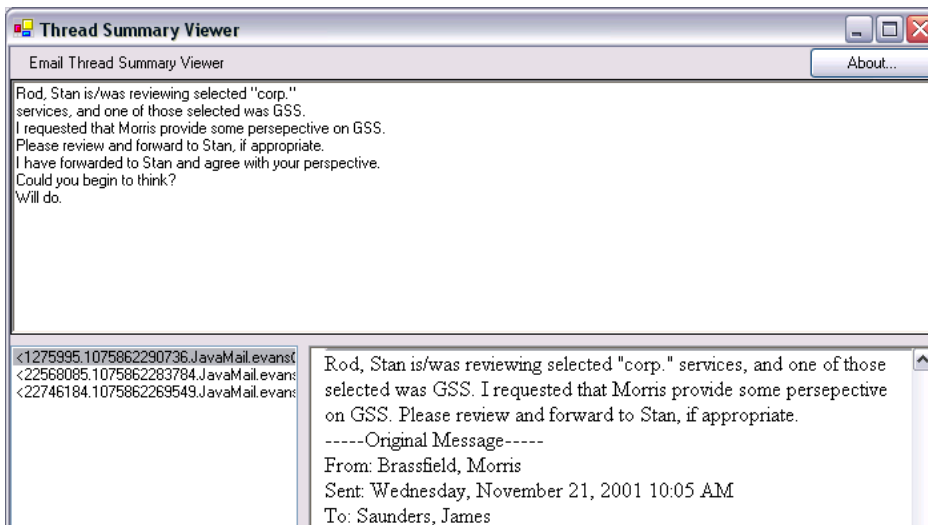 Thread Summary Viewer
Email Thread Summary Viewer
About...
Rod, Stan is/was reviewing selected "corp."
services, and one of those selected was GSS.
I requested that Morris provide some persepective on GSS.
Please review and forward to Stan, if appropriate.
I have forwarded to Stan and agree with your perspective.
Could you begin to think?
Will do.
<1275995.1075862290736.JavaMail.evans(
<22568085.1075862283784.JavaMail.evans
<22746184.1075862269549.JavaMail.evans
Rod, Stan is/was reviewing selected "corp." services, and one of those
selected was GSS. I requested that Morris provide some persepective
on GSS. Please review and forward to Stan, if appropriate.
-----Original Message-----
From: Brassfield, Morris
Sent: Wednesday, November 21, 2001 10:05 AM
To: Saunders, James